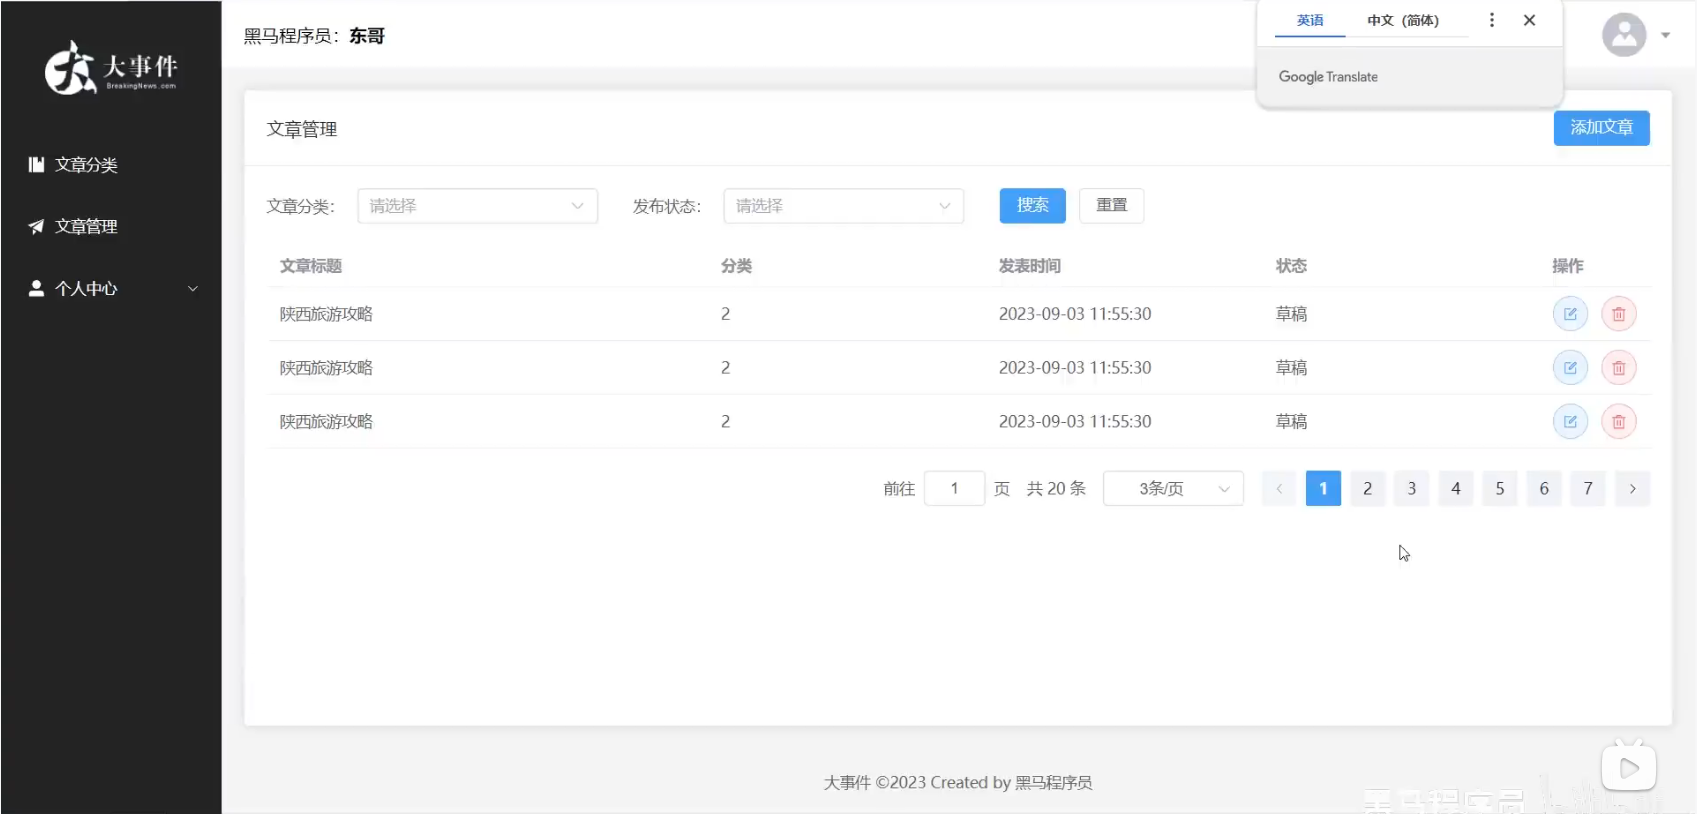 大事件
BreakingNews.com
文章分类
文章管理
个人中心
黑马程序员：东哥
英语 中文（简体）
Google Translate
文章管理
添加文章
文章分类： 请选择 发布状态： 请选择 搜索 重置
文章标题 分类 发表时间 状态 操作
陕西旅游攻略 2 2023-09-03 11:55:30 草稿
陕西旅游攻略 2 2023-09-03 11:55:30 草稿
陕西旅游攻略 2 2023-09-03 11:55:30 草稿
前往 1 页 共 20 条 3条/页 1 2 3 4 5 6 7
大事件 ©2023 Created by 黑马程序员
黑马程序员